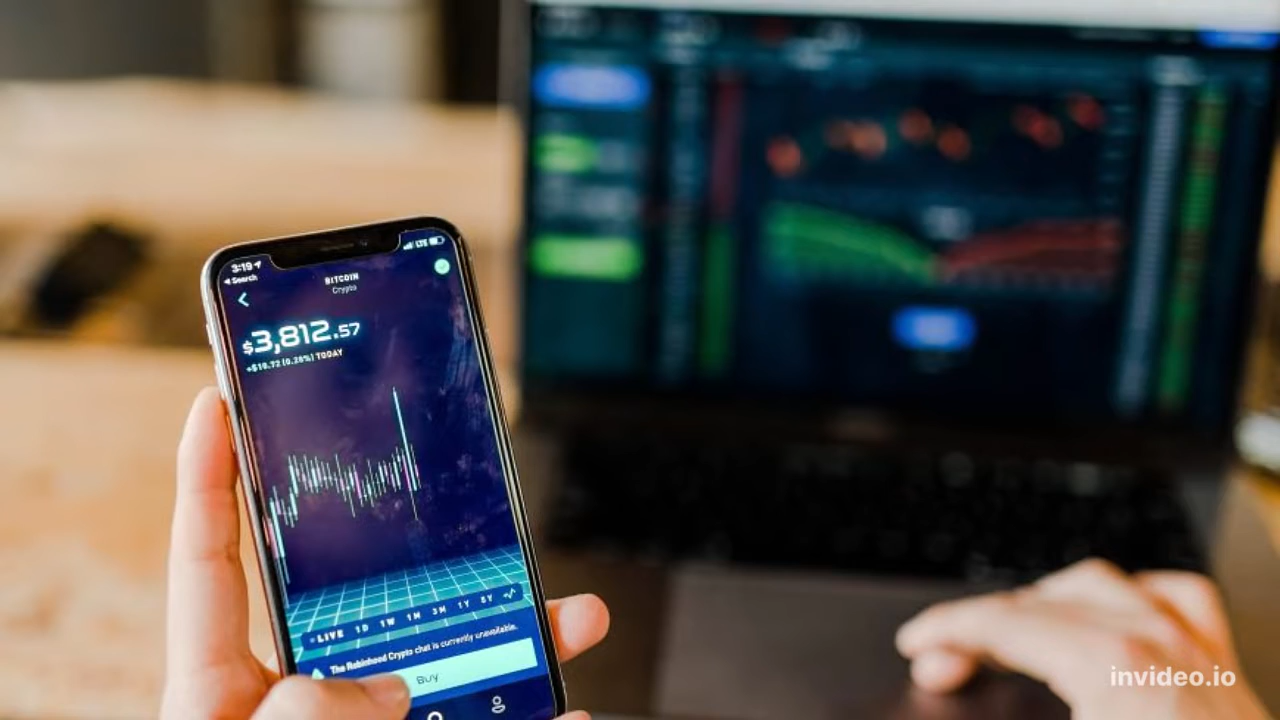 3:19 LTE
Search
BITCOIN
Crypto
$3,812.57
+$10.72 (0.28%) TODAY
LIVE 1D 1W 1M 3M 1Y 5Y
The Robinhood Crypto chat is currently unavailable.
Buy
invideo.io